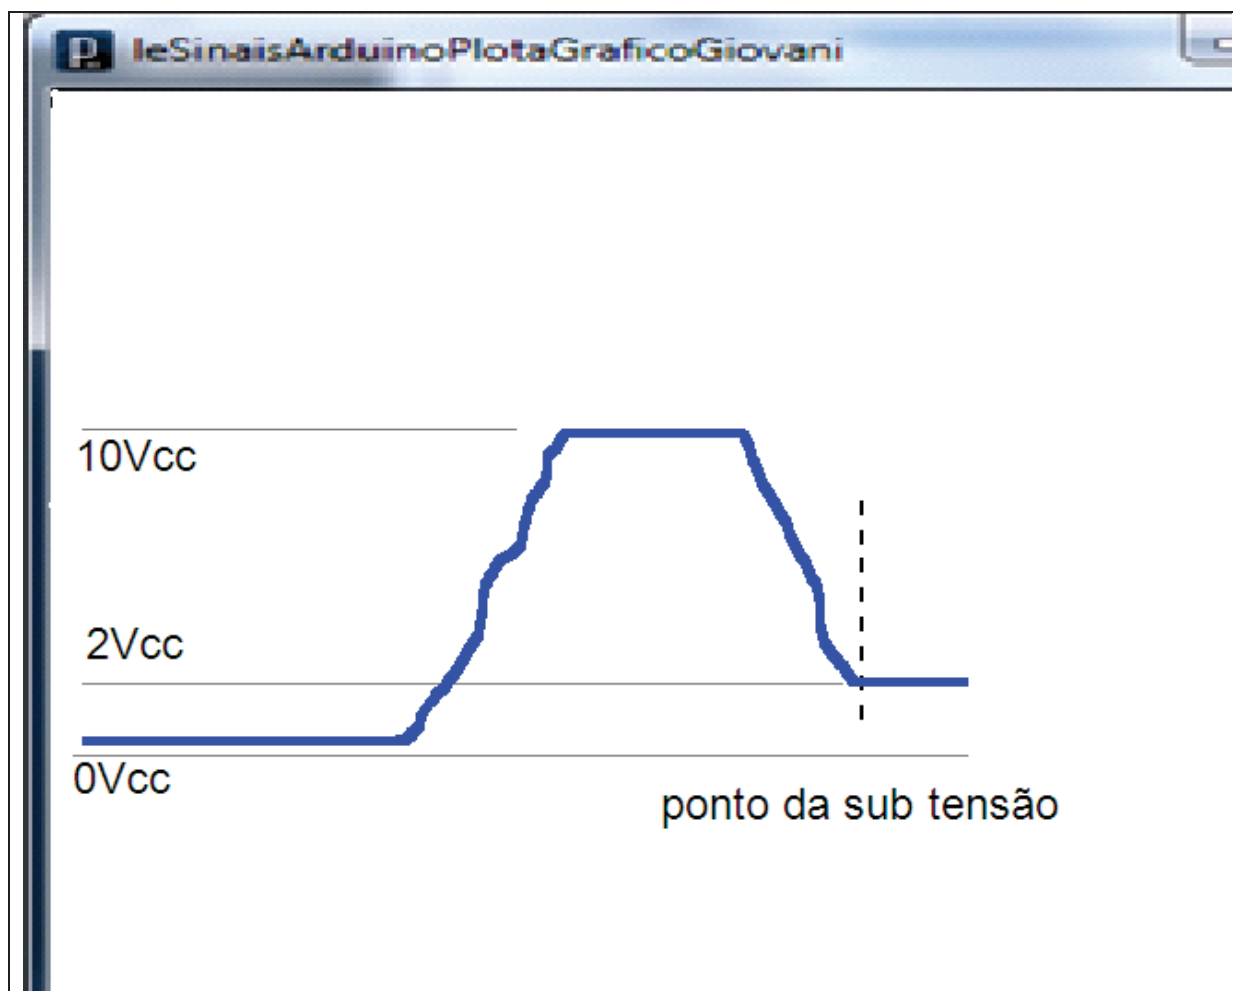 leSinaisArduinoPlotaGraficoGiovani
10Vcc
2Vcc
0Vcc
ponto da sub tensão